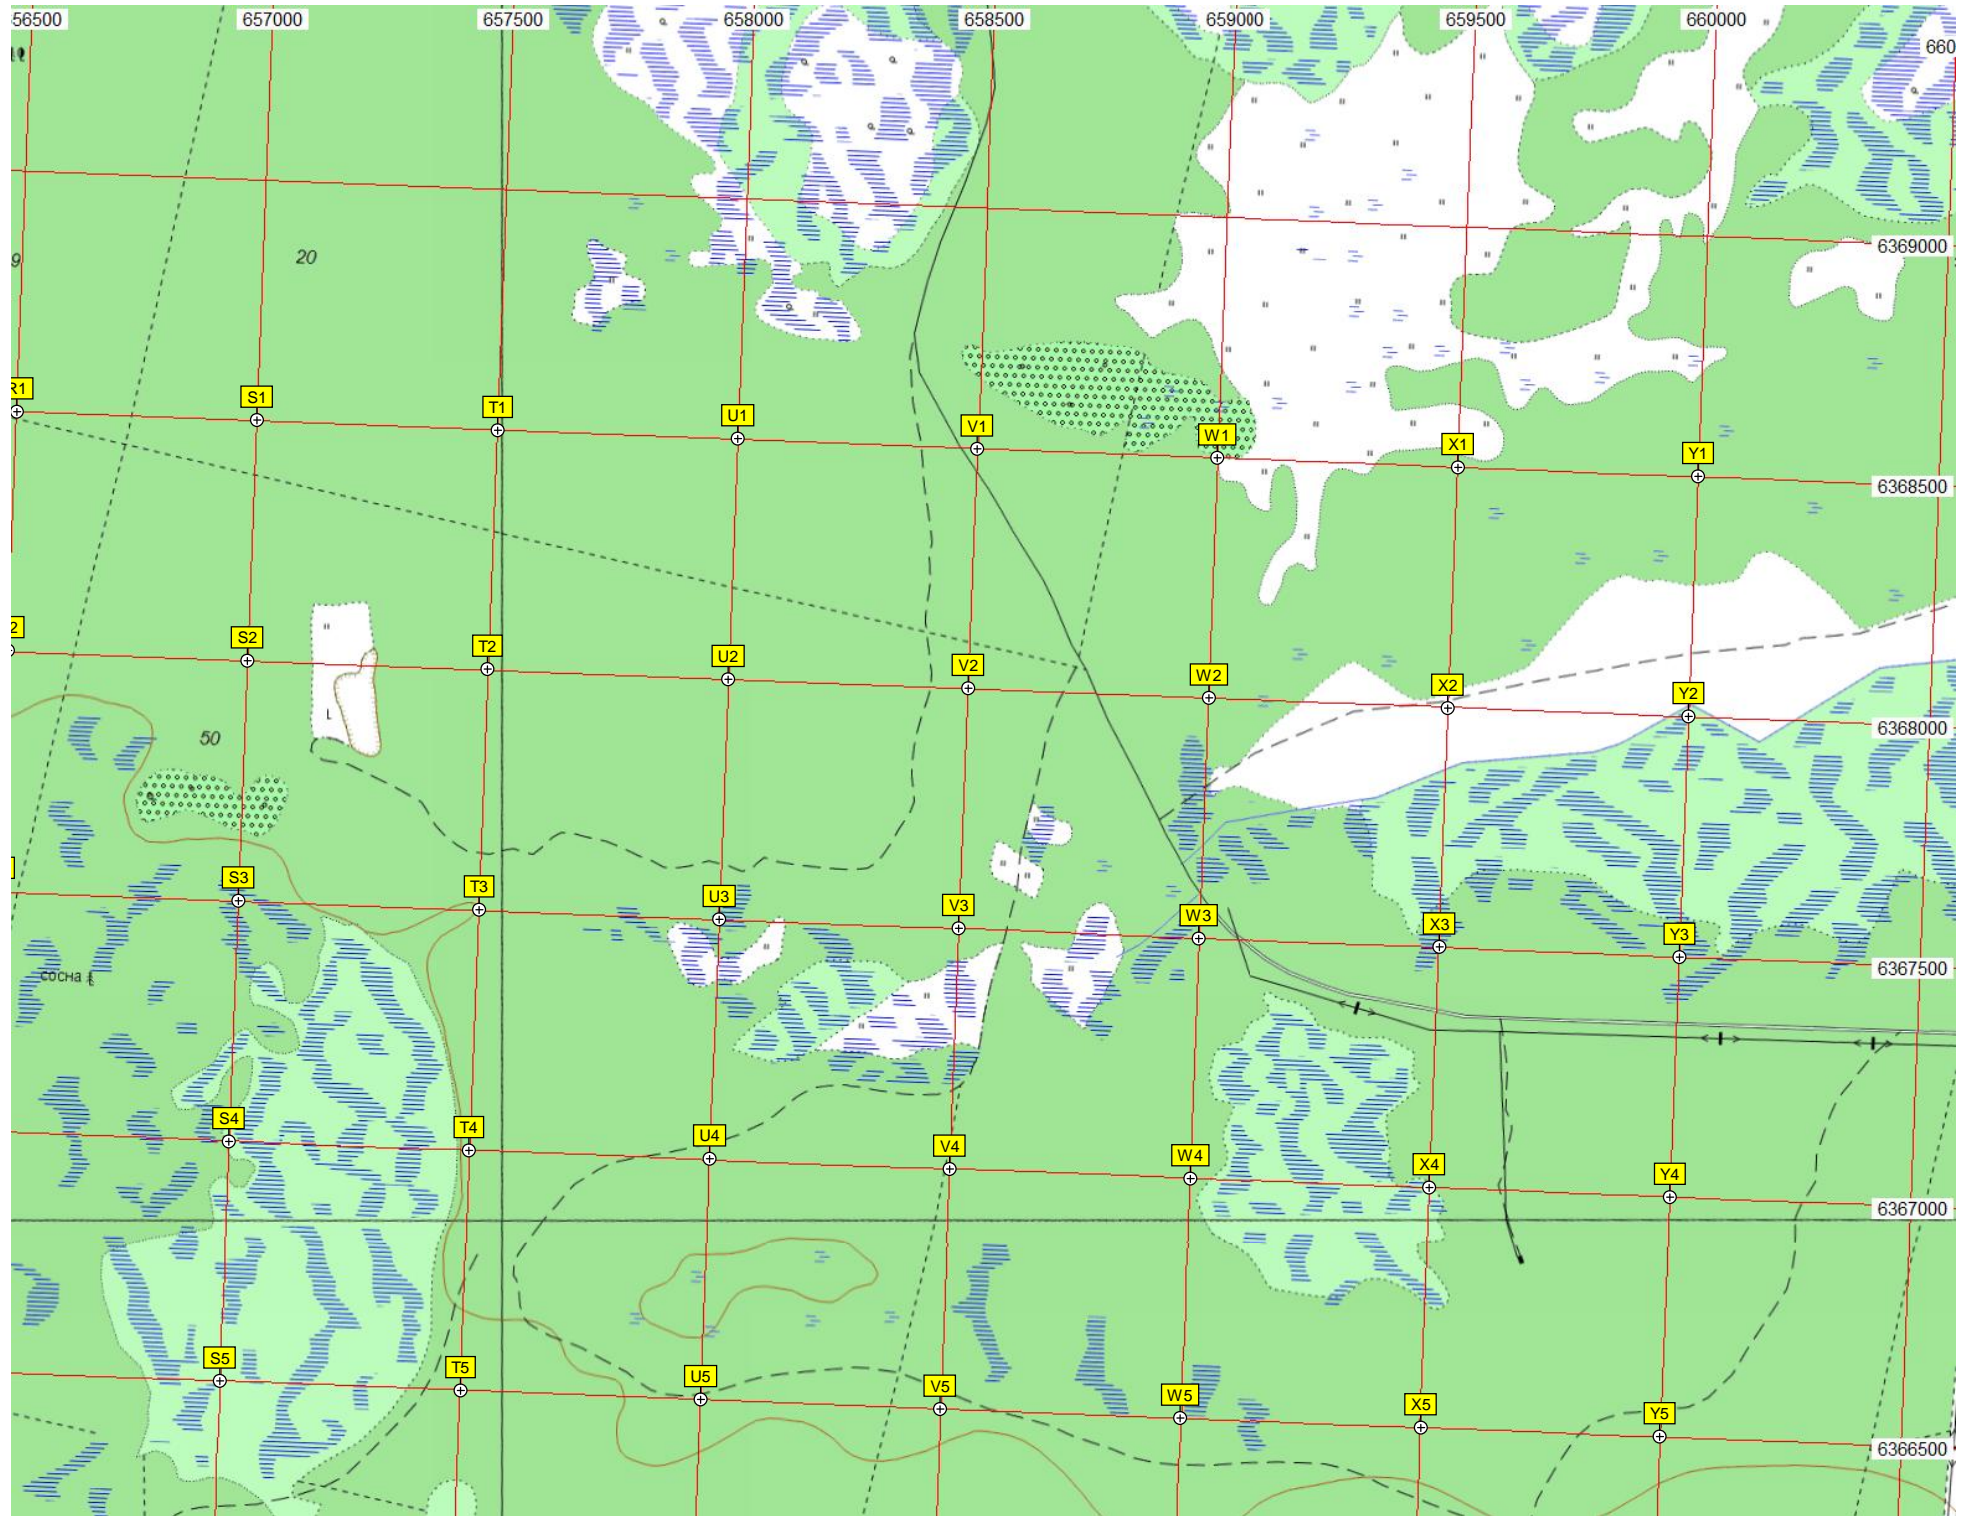 56500 657000 657500 658000 658500 659000 659500 660000
660
6369000
20
9
R1 S1 T1 U1 V1 W1 X1 Y1
6368500
2 S2 T2 U2 V2 W2 X2 Y2
6368000
50
S3 T3 U3 V3 W3 X3 Y3
6367500
сосна
S4 T4 U4 V4 W4 X4 Y4
6367000
S5 T5 U5 V5 W5 X5 Y5
6366500